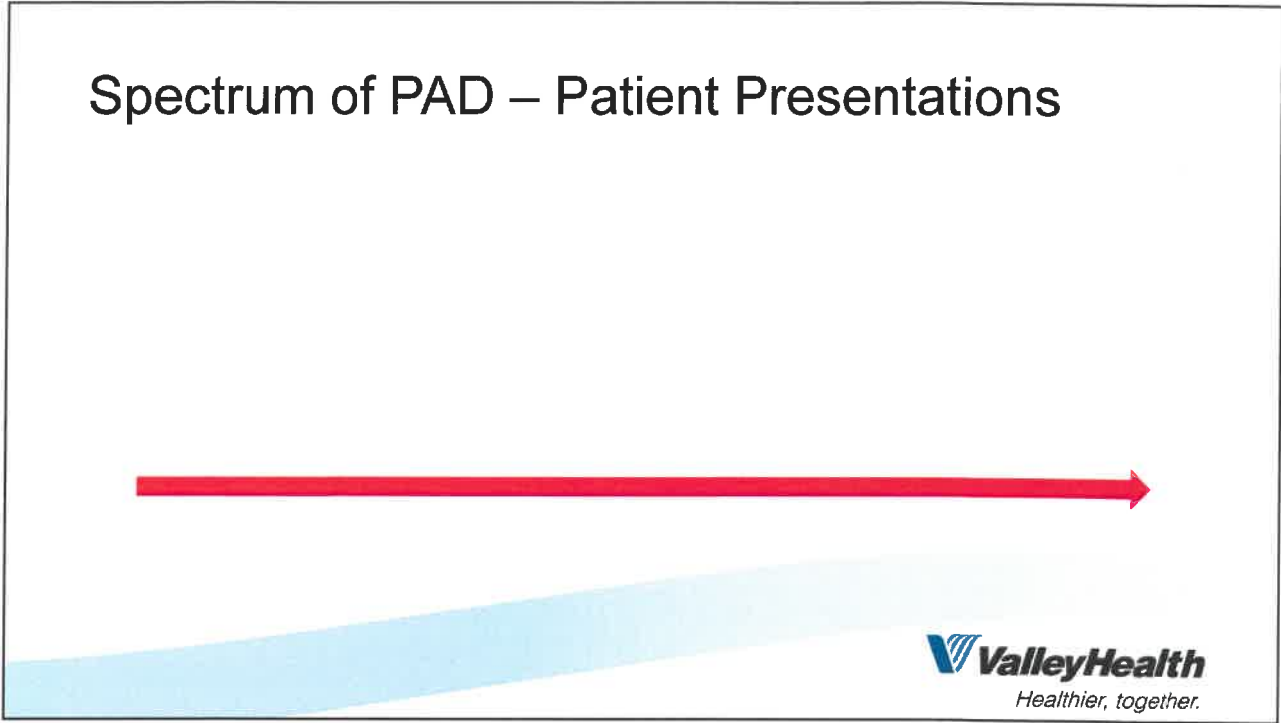 Spectrum of PAD – Patient Presentations
ValleyHealth
Healthier, together.